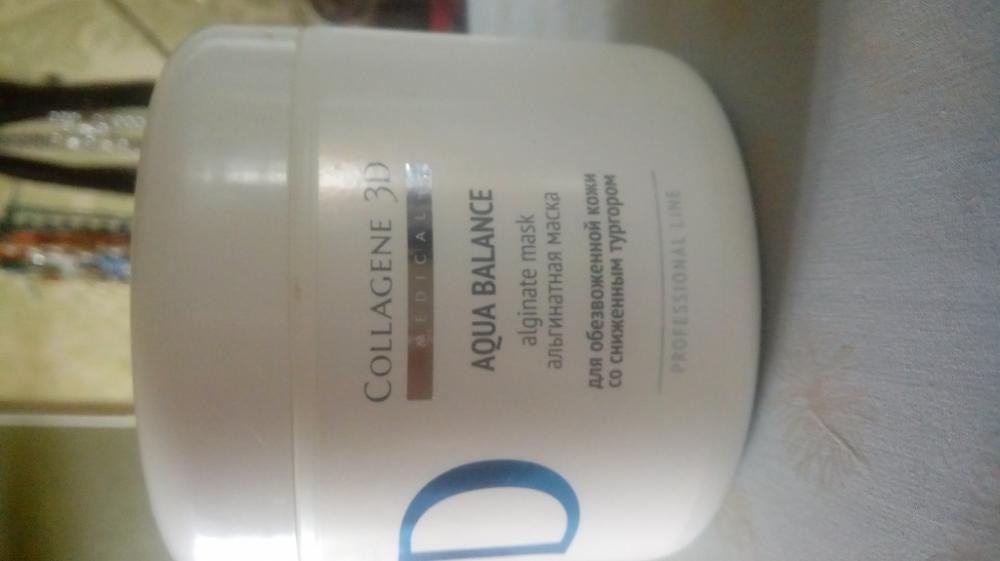 COLLAGENE 3D
MEDICAL
AQUA BALANCE
alginate mask
альгинатная маска
для обезвоженной кожи
со сниженным тургором
PROFESSIONAL LINE
D